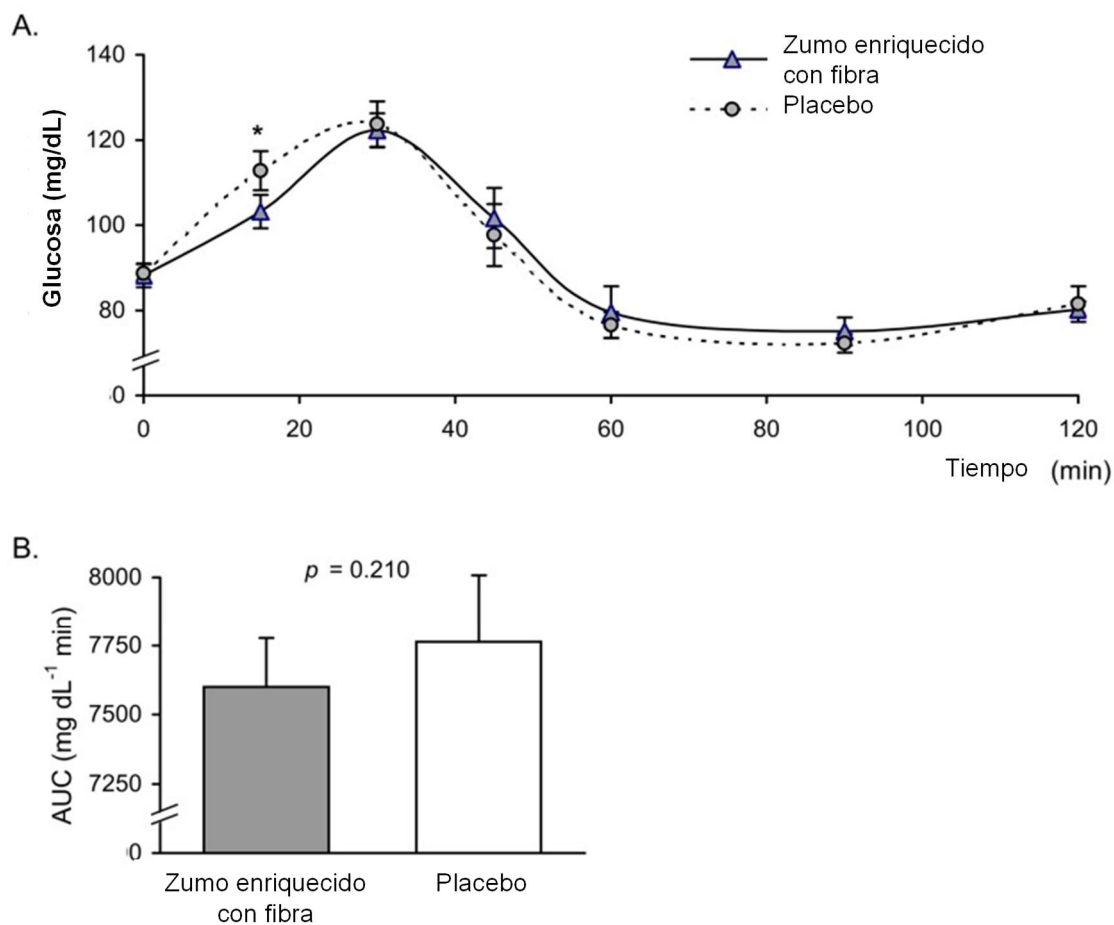 A.
Zumo enriquecido
con fibra
Placebo
Glucosa (mg/dL)
140
120
100
80
0
*
0 20 40 60 80 100 120
Tiempo (min)
B.
p = 0.210
AUC (mg dL⁻¹ min)
8000
7750
7500
7250
0
Zumo enriquecido
con fibra
Placebo